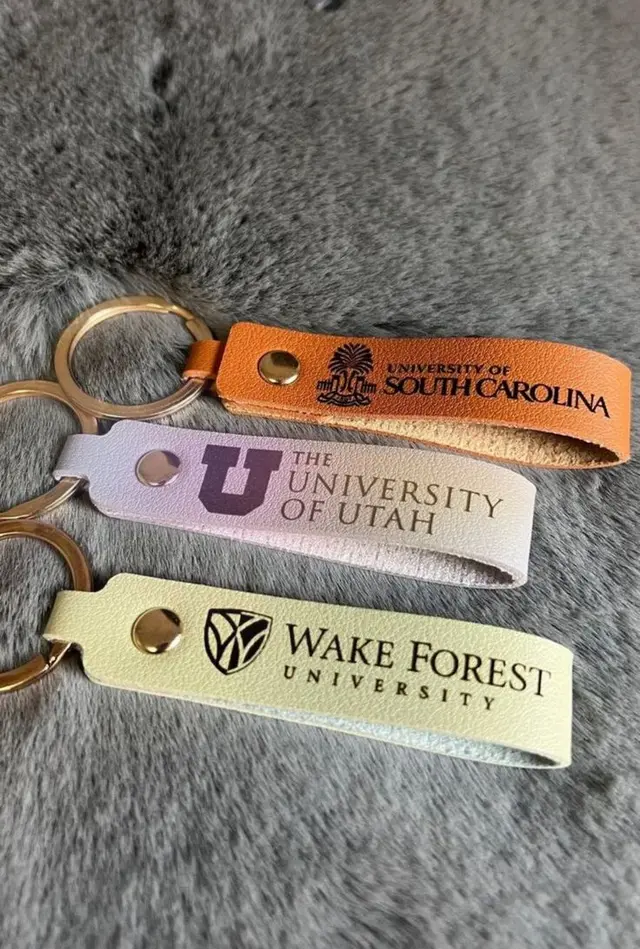 UNIVERSITY OF
SOUTH CAROLINA
U
THE
UNIVERSITY
OF UTAH
WAKE FOREST
UNIVERSITY